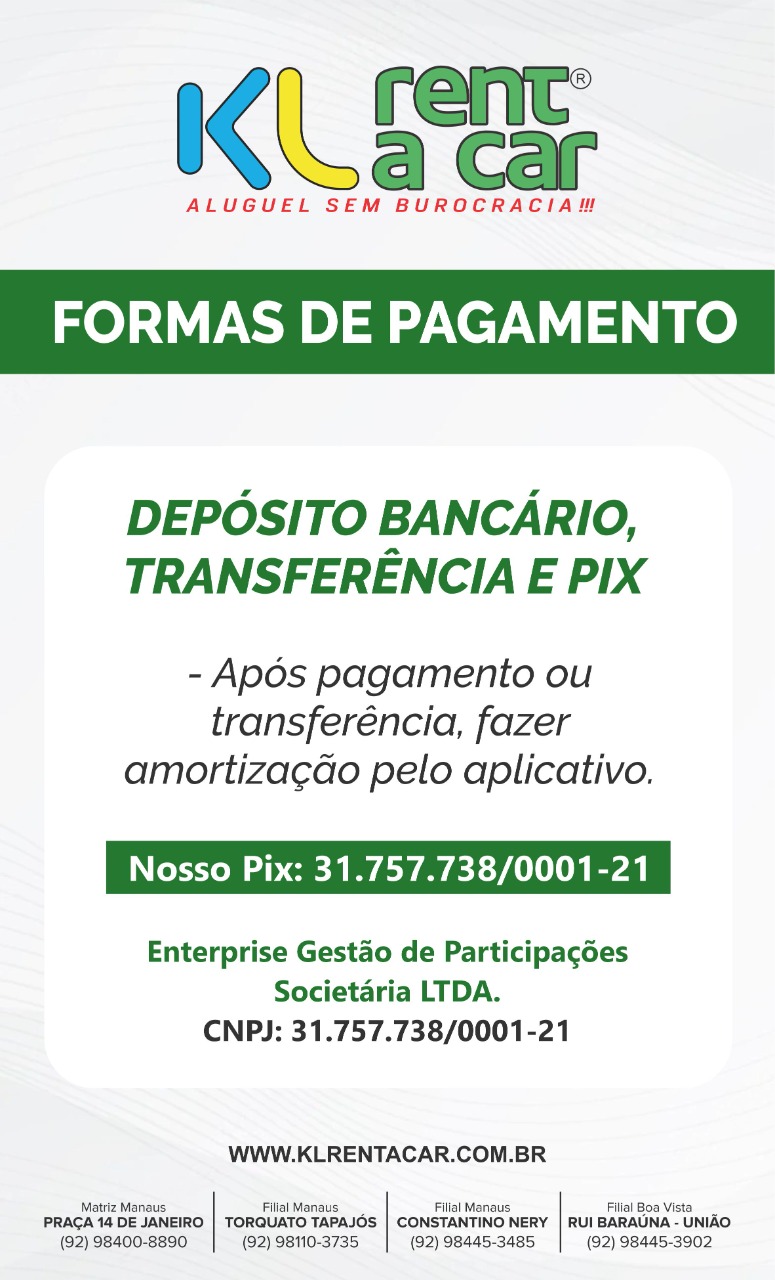 KL rent®
a car
ALUGUEL SEM BUROCRACIA!!!
FORMAS DE PAGAMENTO
DEPÓSITO BANCÁRIO,
TRANSFERÊNCIA E PIX
- Após pagamento ou
transferência, fazer
amortização pelo aplicativo.
Nosso Pix: 31.757.738/0001-21
Enterprise Gestão de Participações
Societária LTDA.
CNPJ: 31.757.738/0001-21
WWW.KLRENTACAR.COM.BR
Matriz Manaus
PRAÇA 14 DE JANEIRO
(92) 98400-8890
Filial Manaus
TORQUATO TAPAJÓS
(92) 98110-3735
Filial Manaus
CONSTANTINO NERY
(92) 98445-3485
Filial Boa Vista
RUI BARAÚNA - UNIÃO
(92) 98445-3902